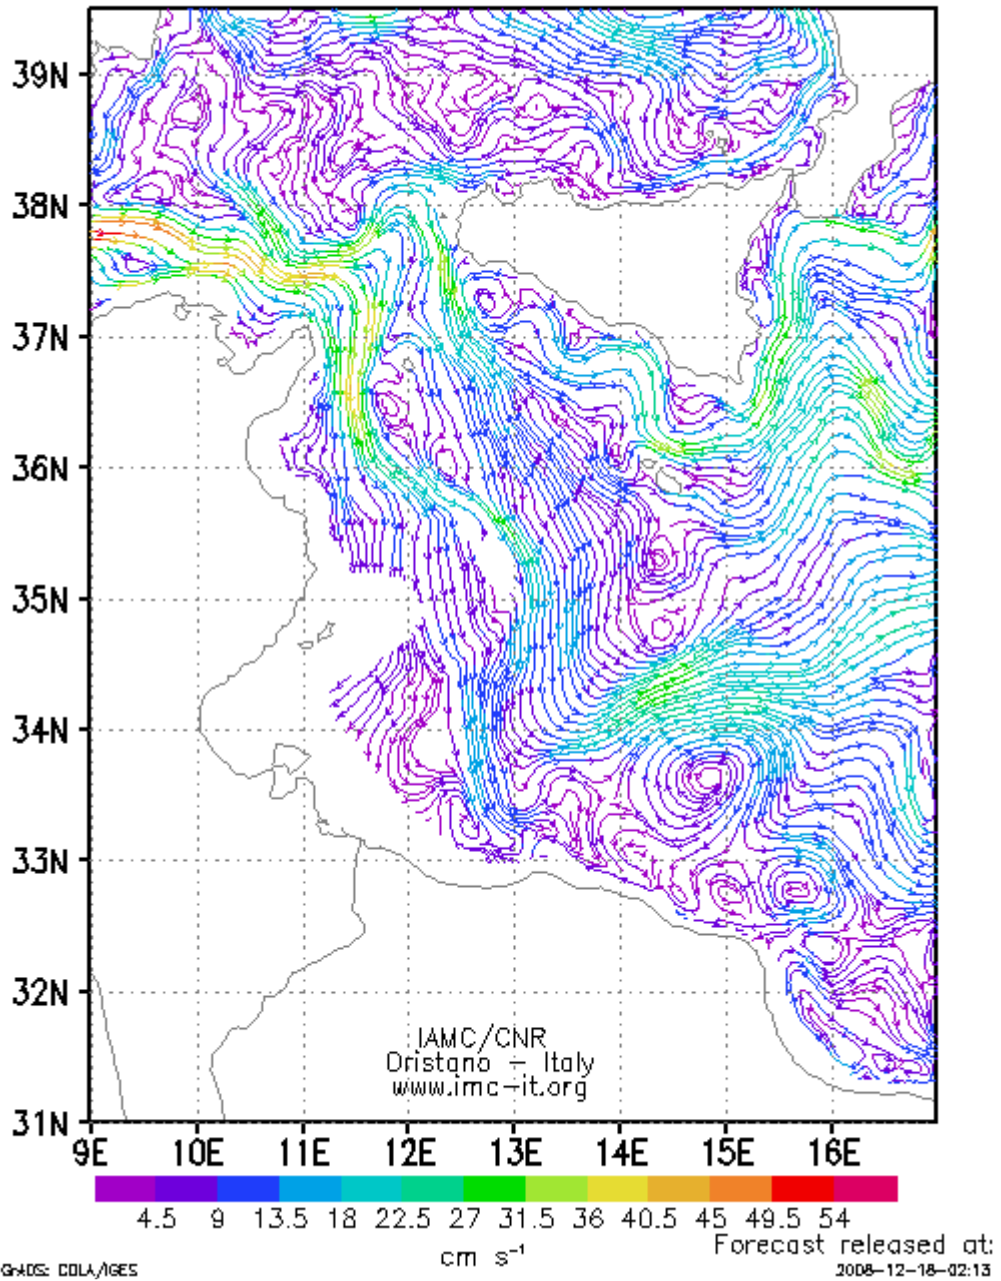 39N
38N
37N
36N
35N
34N
33N
32N
31N
IAMC/CNR
Oristano – Italy
www.imc-it.org
9E 10E 11E 12E 13E 14E 15E 16E
4.5 9 13.5 18 22.5 27 31.5 36 40.5 45 49.5 54
cm s⁻¹
Forecast released at:
GrADS: COLA/IGES
2008-12-18-02:13